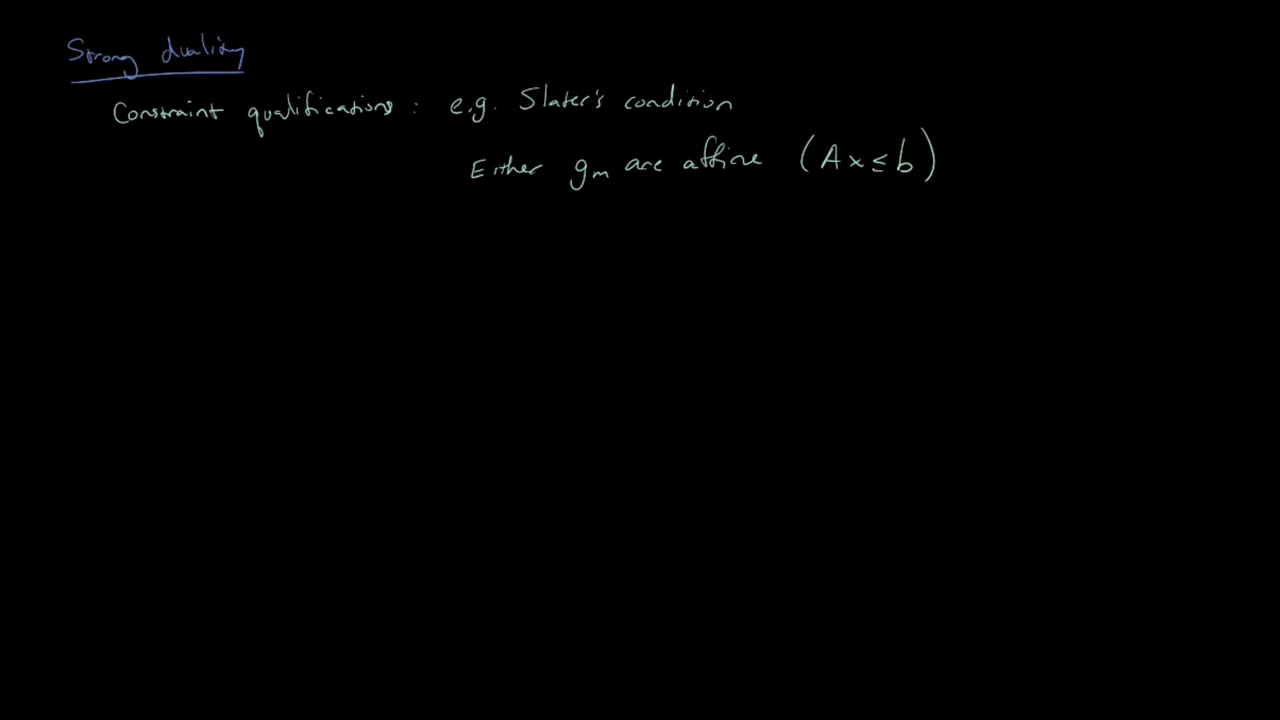 Strong duality
Constraint qualifications : e.g. Slater's condition
Either gₘ are affine (Ax ≤ b)